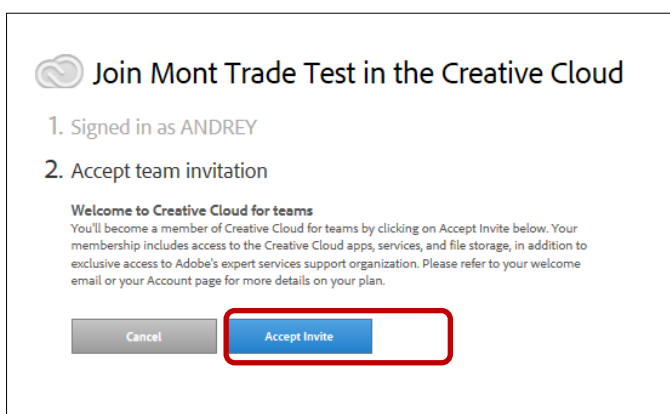 Join Mont Trade Test in the Creative Cloud
1. Signed in as ANDREY
2. Accept team invitation
Welcome to Creative Cloud for teams
You'll become a member of Creative Cloud for teams by clicking on Accept Invite below. Your
membership includes access to the Creative Cloud apps, services, and file storage, in addition to
exclusive access to Adobe's expert services support organization. Please refer to your welcome
email or your Account page for more details on your plan.
Cancel Accept Invite